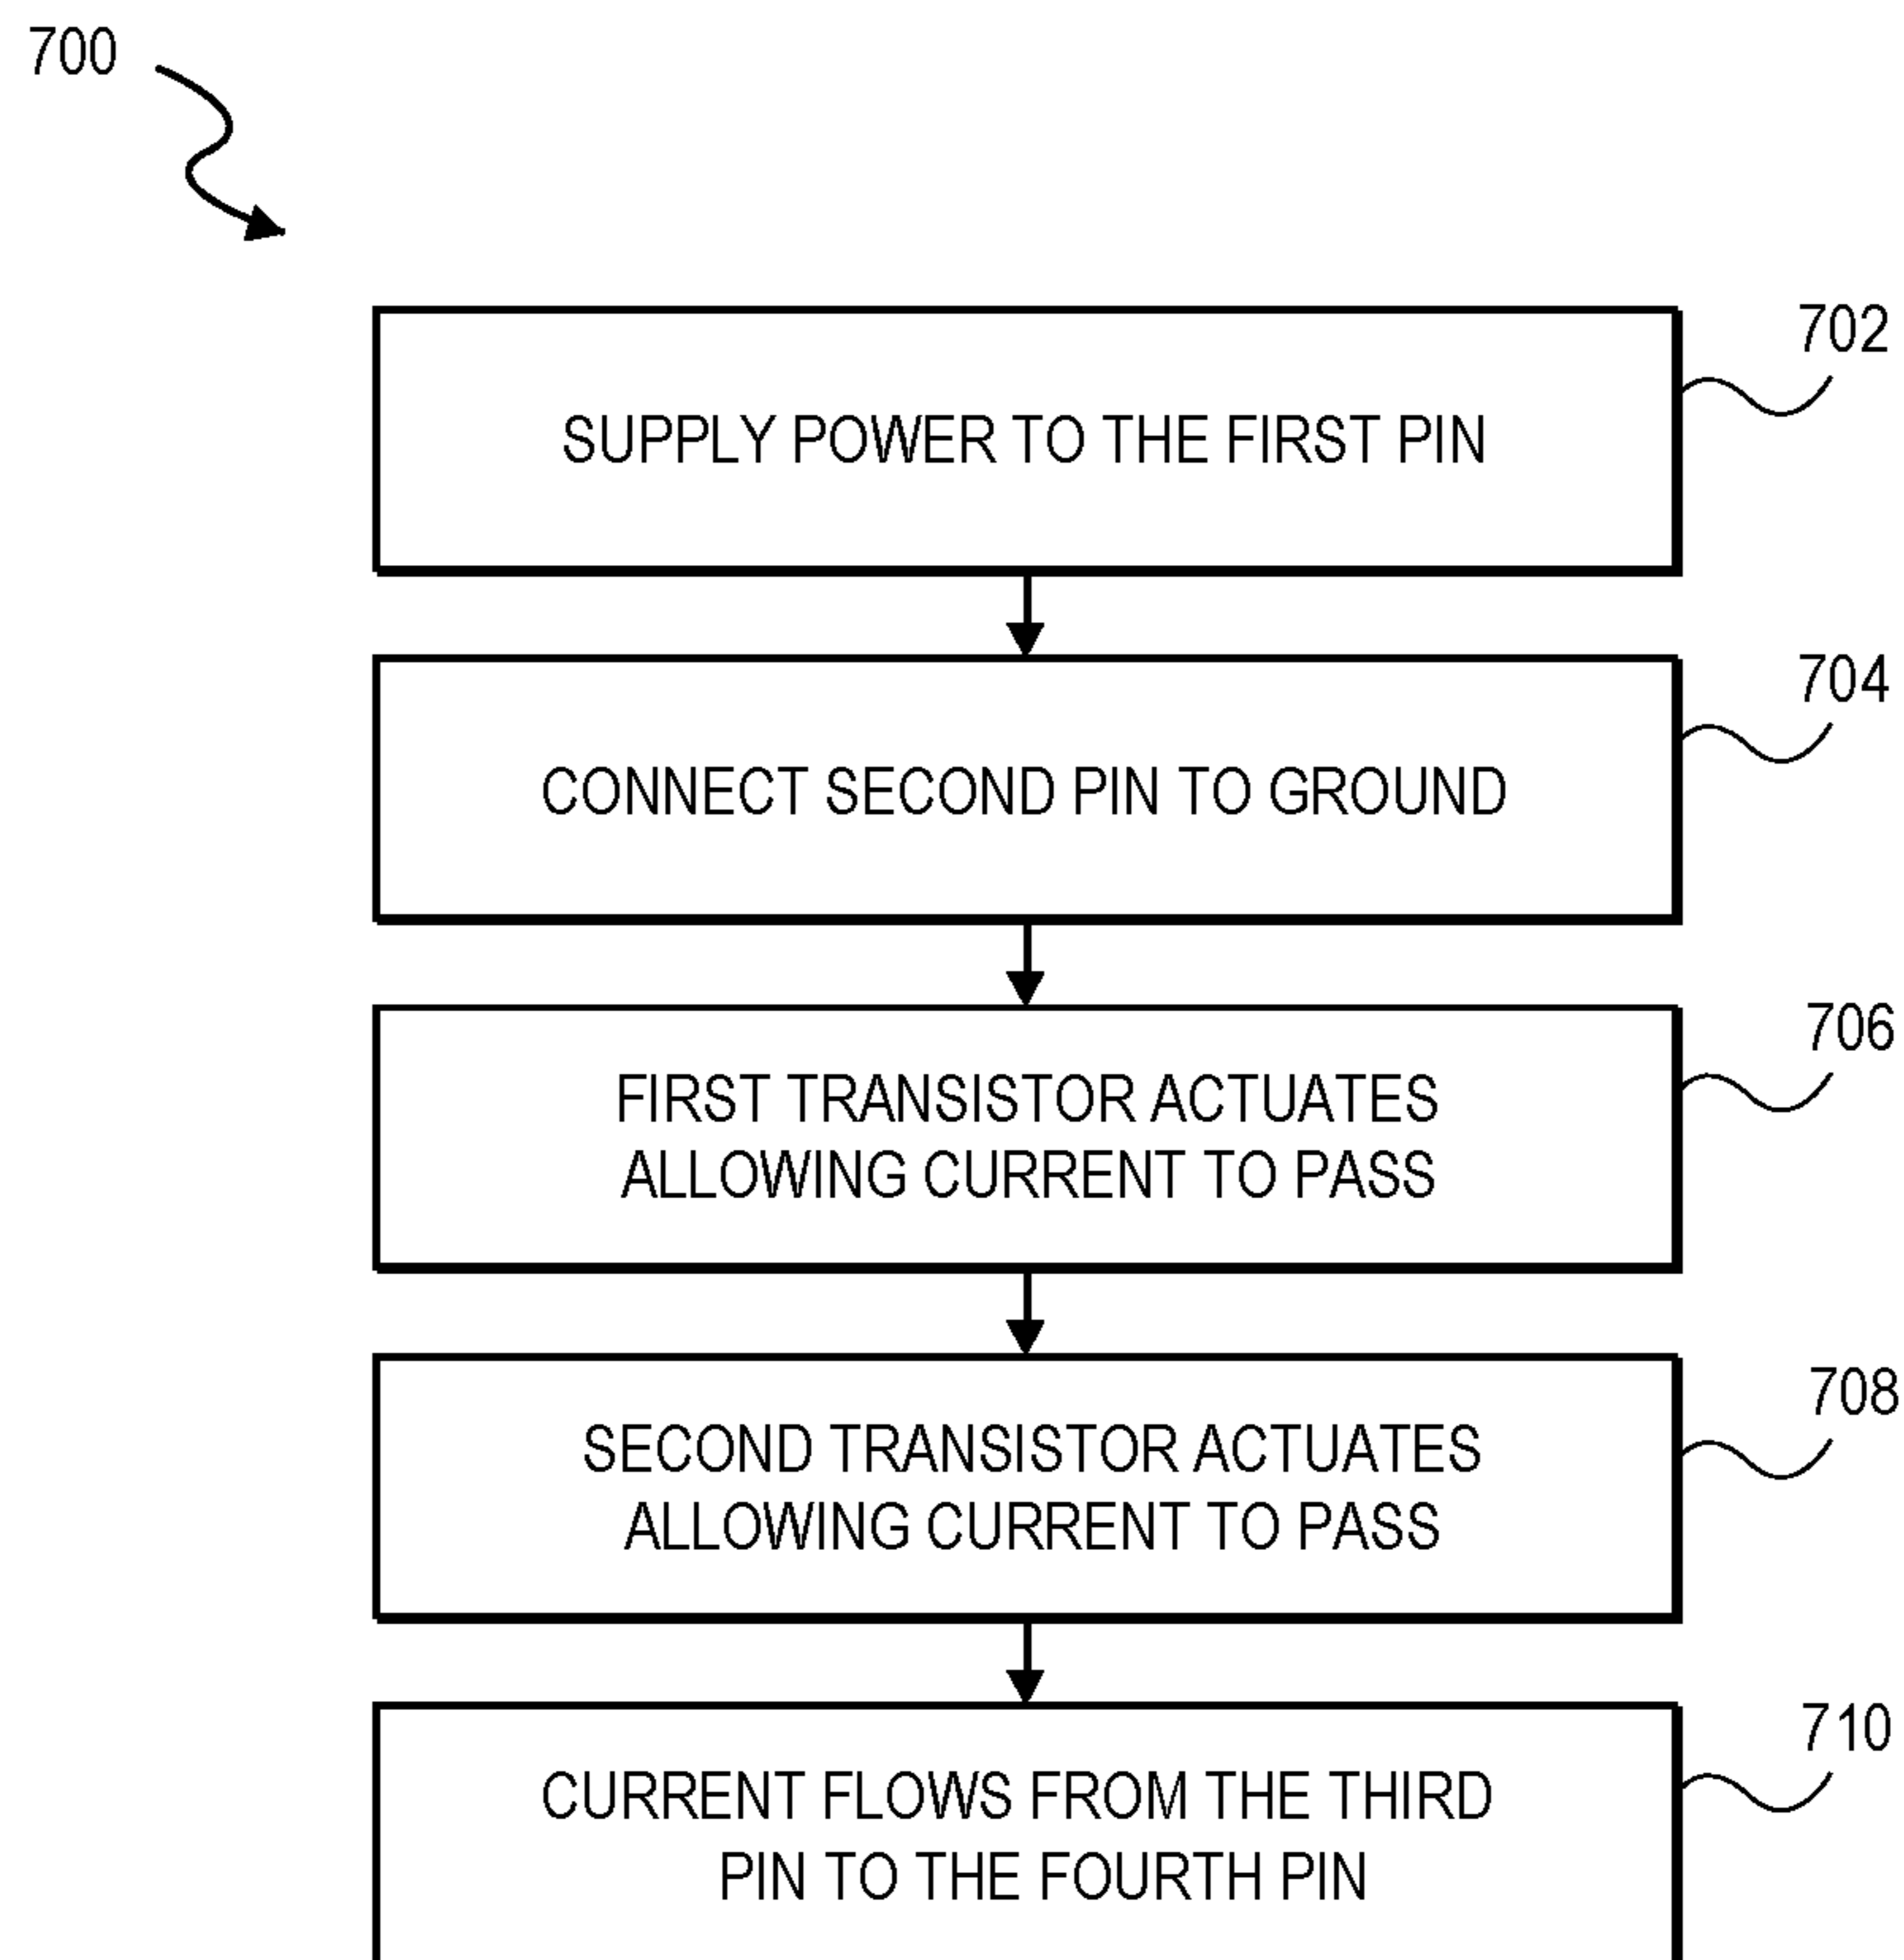 700
702
SUPPLY POWER TO THE FIRST PIN
704
CONNECT SECOND PIN TO GROUND
706
FIRST TRANSISTOR ACTUATES
ALLOWING CURRENT TO PASS
708
SECOND TRANSISTOR ACTUATES
ALLOWING CURRENT TO PASS
710
CURRENT FLOWS FROM THE THIRD
PIN TO THE FOURTH PIN